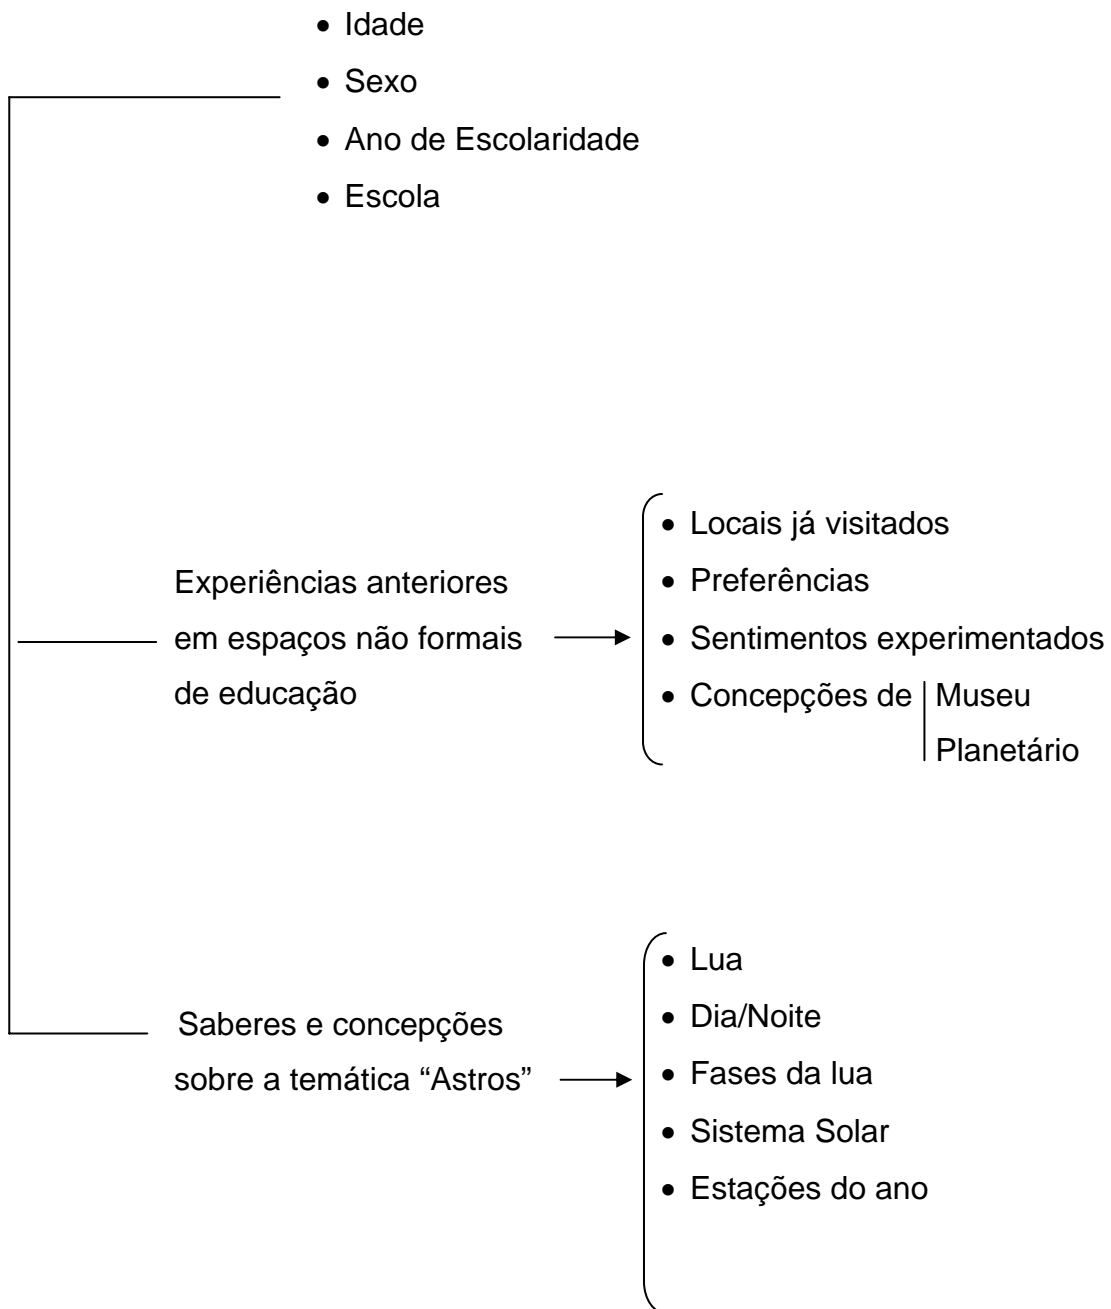 • Idade
• Sexo
• Ano de Escolaridade
• Escola
Experiências anteriores
em espaços não formais
de educação
• Locais já visitados
• Preferências
• Sentimentos experimentados
• Concepções de
Museu
Planetário
Saberes e concepções
sobre a temática “Astros”
• Lua
• Dia/Noite
• Fases da lua
• Sistema Solar
• Estações do ano